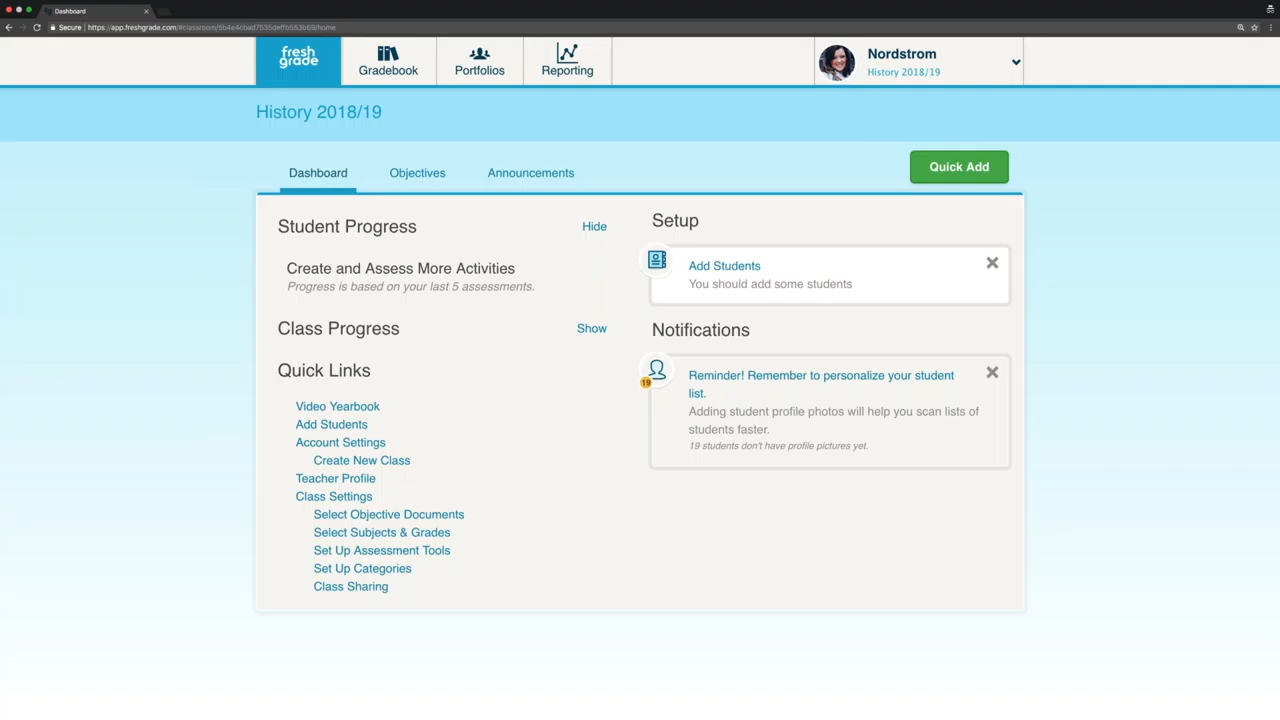 Dashboard
Secure https://app.freshgrade.com/#classroom/
fresh
grade
Gradebook
Portfolios
Reporting
Nordstrom
History 2018/19
History 2018/19
Dashboard
Objectives
Announcements
Quick Add
Student Progress
Hide
Create and Assess More Activities
Progress is based on your last 5 assessments.
Class Progress
Show
Quick Links
Video Yearbook
Add Students
Account Settings
Create New Class
Teacher Profile
Class Settings
Select Objective Documents
Select Subjects & Grades
Set Up Assessment Tools
Set Up Categories
Class Sharing
Setup
Add Students
You should add some students
Notifications
19
Reminder! Remember to personalize your student
list.
Adding student profile photos will help you scan lists of
students faster.
19 students don't have profile pictures yet.